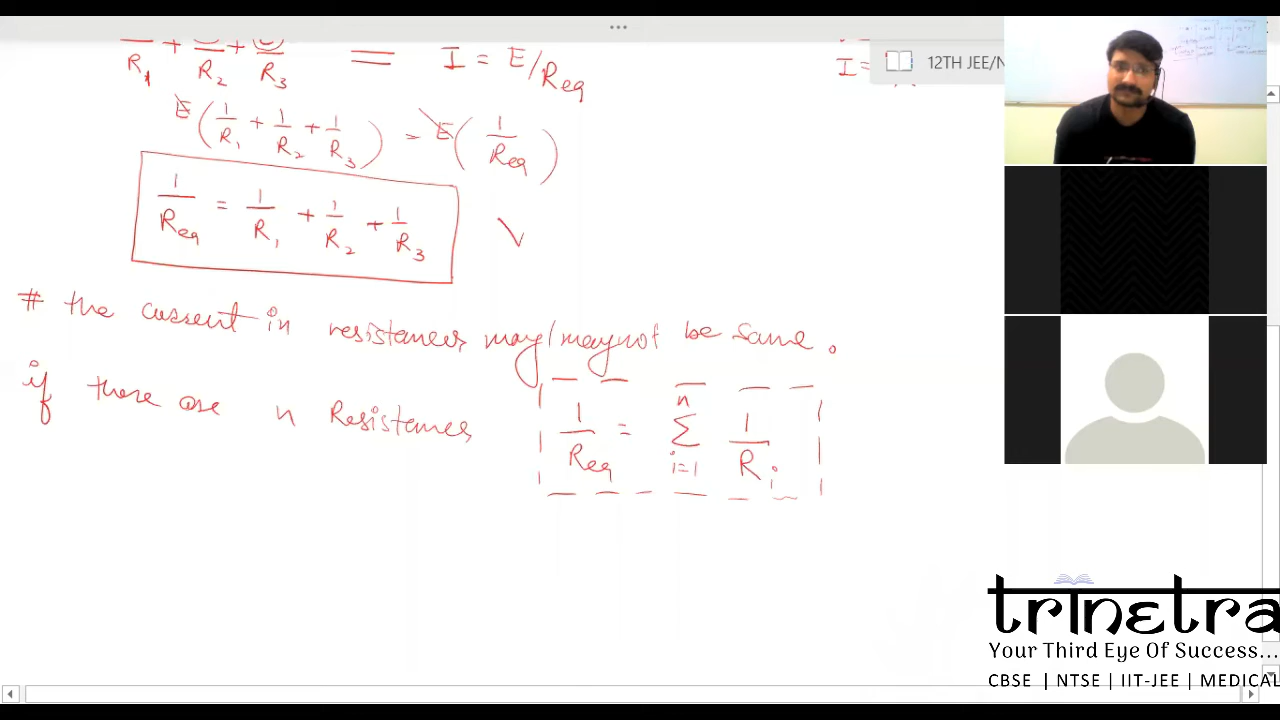 R₁ + R₂ + R₃ = I = E/Req
I =
12TH JEE/N
E(1/R₁ + 1/R₂ + 1/R₃) = E(1/Req)
1/Req = 1/R₁ + 1/R₂ + 1/R₃
# the current in resistances may/may not be same.
if there are n Resistances 1/Req = n Σ i=1 1/Ri
trinetra
Your Third Eye Of Success...
CBSE | NTSE | IIT-JEE | MEDICAL